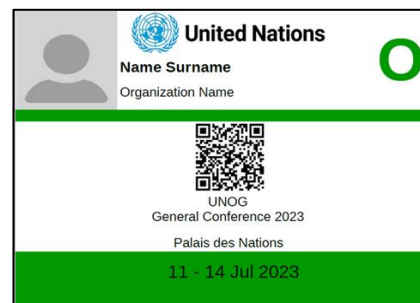 United Nations
Name Surname
Organization Name
O
UNOG
General Conference 2023
Palais des Nations
11 - 14 Jul 2023